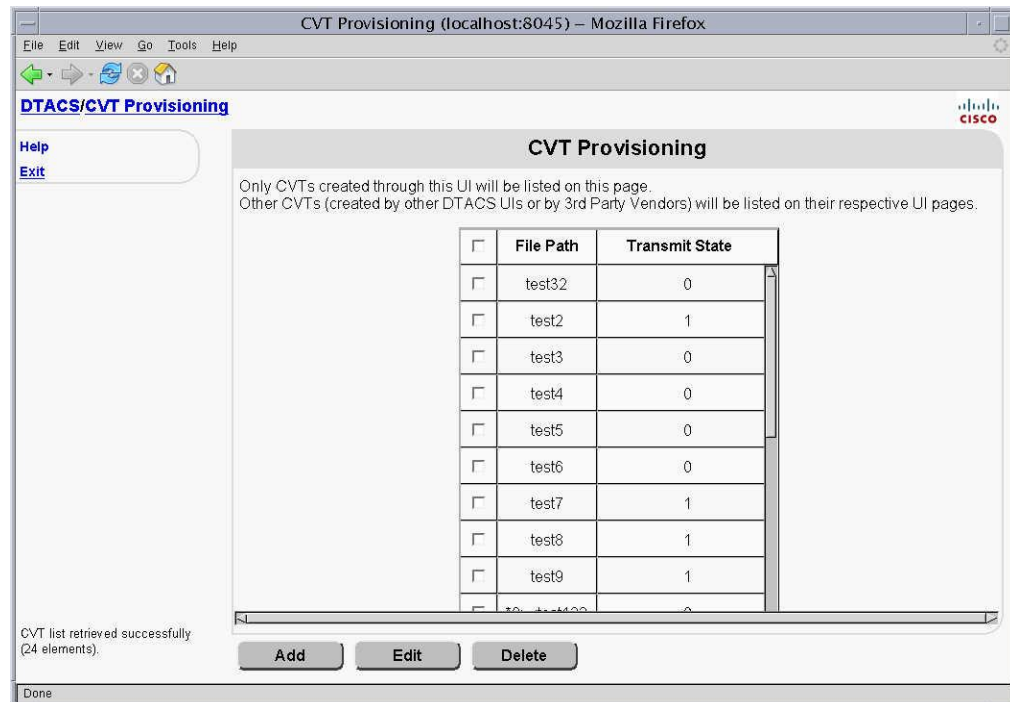 CVT Provisioning (localhost:8045) – Mozilla Firefox
File Edit View Go Tools Help
DTACS/CVT Provisioning
CISCO
Help
Exit
CVT Provisioning
Only CVTs created through this UI will be listed on this page.
Other CVTs (created by other DTACS UIs or by 3rd Party Vendors) will be listed on their respective UI pages.
File Path Transmit State
test32 0
test2 1
test3 0
test4 0
test5 0
test6 0
test7 1
test8 1
test9 1
CVT list retrieved successfully
(24 elements).
Add Edit Delete
Done